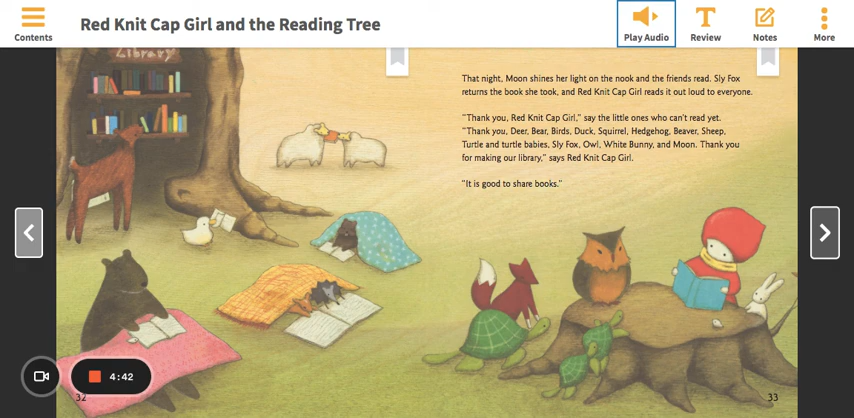 Contents
Red Knit Cap Girl and the Reading Tree
Play Audio
Review
Notes
More
Library
That night, Moon shines her light on the nook and the friends read. Sly Fox
returns the book she took, and Red Knit Cap Girl reads it out loud to everyone.
"Thank you, Red Knit Cap Girl," say the little ones who can't read yet.
"Thank you, Deer, Bear, Birds, Duck, Squirrel, Hedgehog, Beaver, Sheep,
Turtle and turtle babies, Sly Fox, Owl, White Bunny, and Moon. Thank you
for making our library," says Red Knit Cap Girl.
"It is good to share books."
4:42
32
33